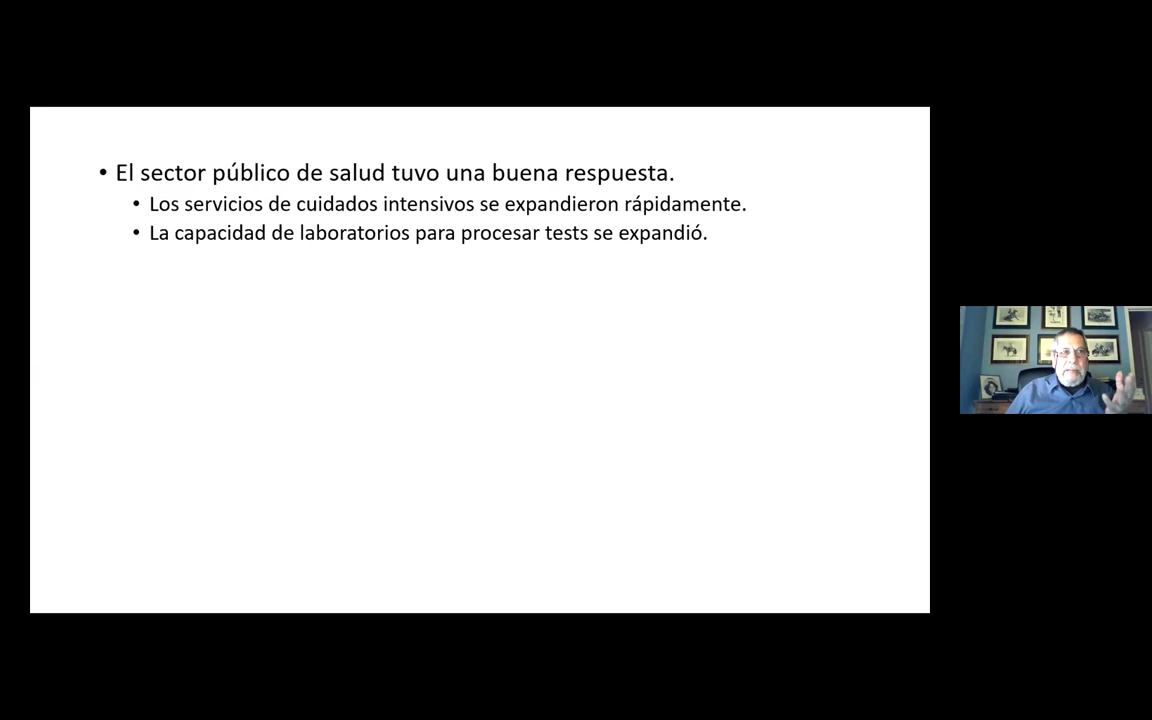 • El sector público de salud tuvo una buena respuesta.
• Los servicios de cuidados intensivos se expandieron rápidamente.
• La capacidad de laboratorios para procesar tests se expandió.